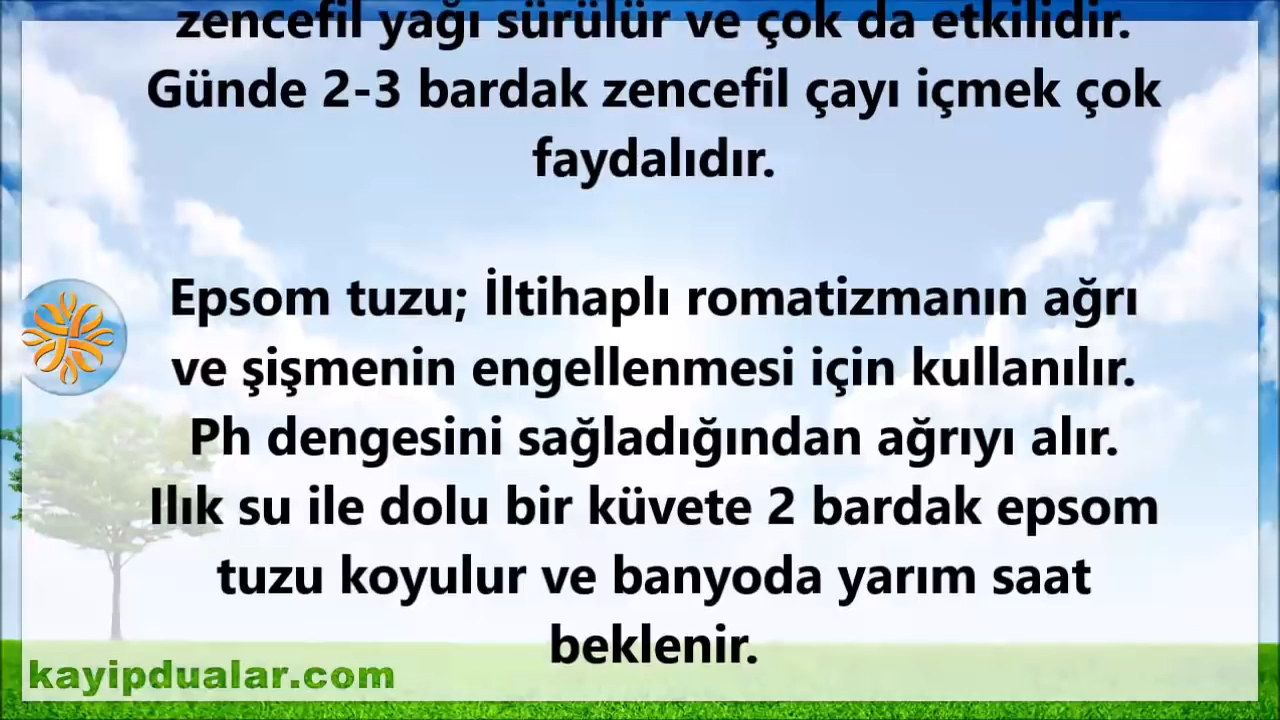 zencefil yağı sürülür ve çok da etkilidir.
Günde 2-3 bardak zencefil çayı içmek çok
faydalıdır.
Epsom tuzu; İltihaplı romatizmanın ağrı
ve şişmenin engellenmesi için kullanılır.
Ph dengesini sağladığından ağrıyı alır.
Ilık su ile dolu bir küvete 2 bardak epsom
tuzu koyulur ve banyoda yarım saat
beklenir.
kayipdualar.com